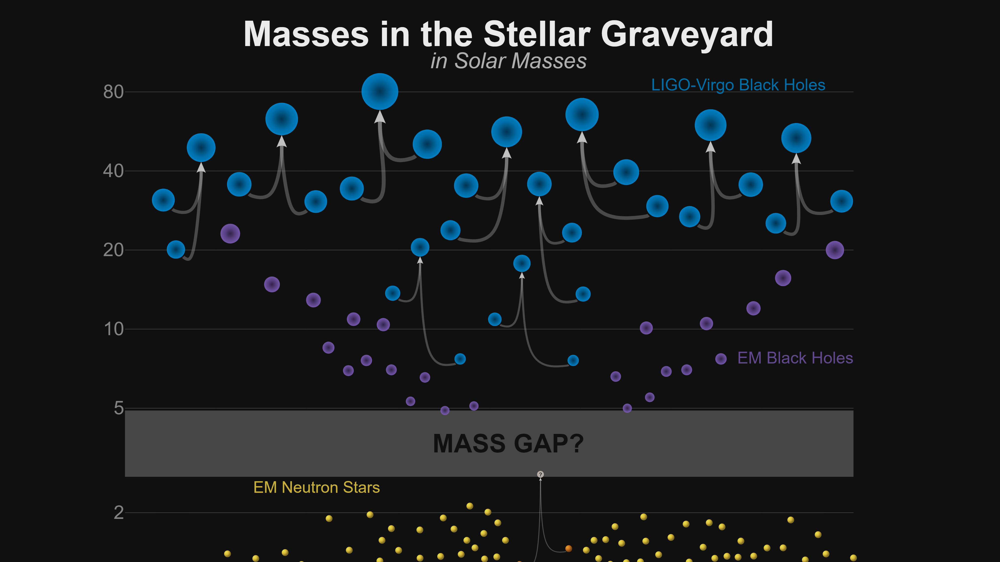 Masses in the Stellar Graveyard
in Solar Masses
LIGO-Virgo Black Holes
80
40
20
10
EM Black Holes
5
MASS GAP?
?
EM Neutron Stars
2